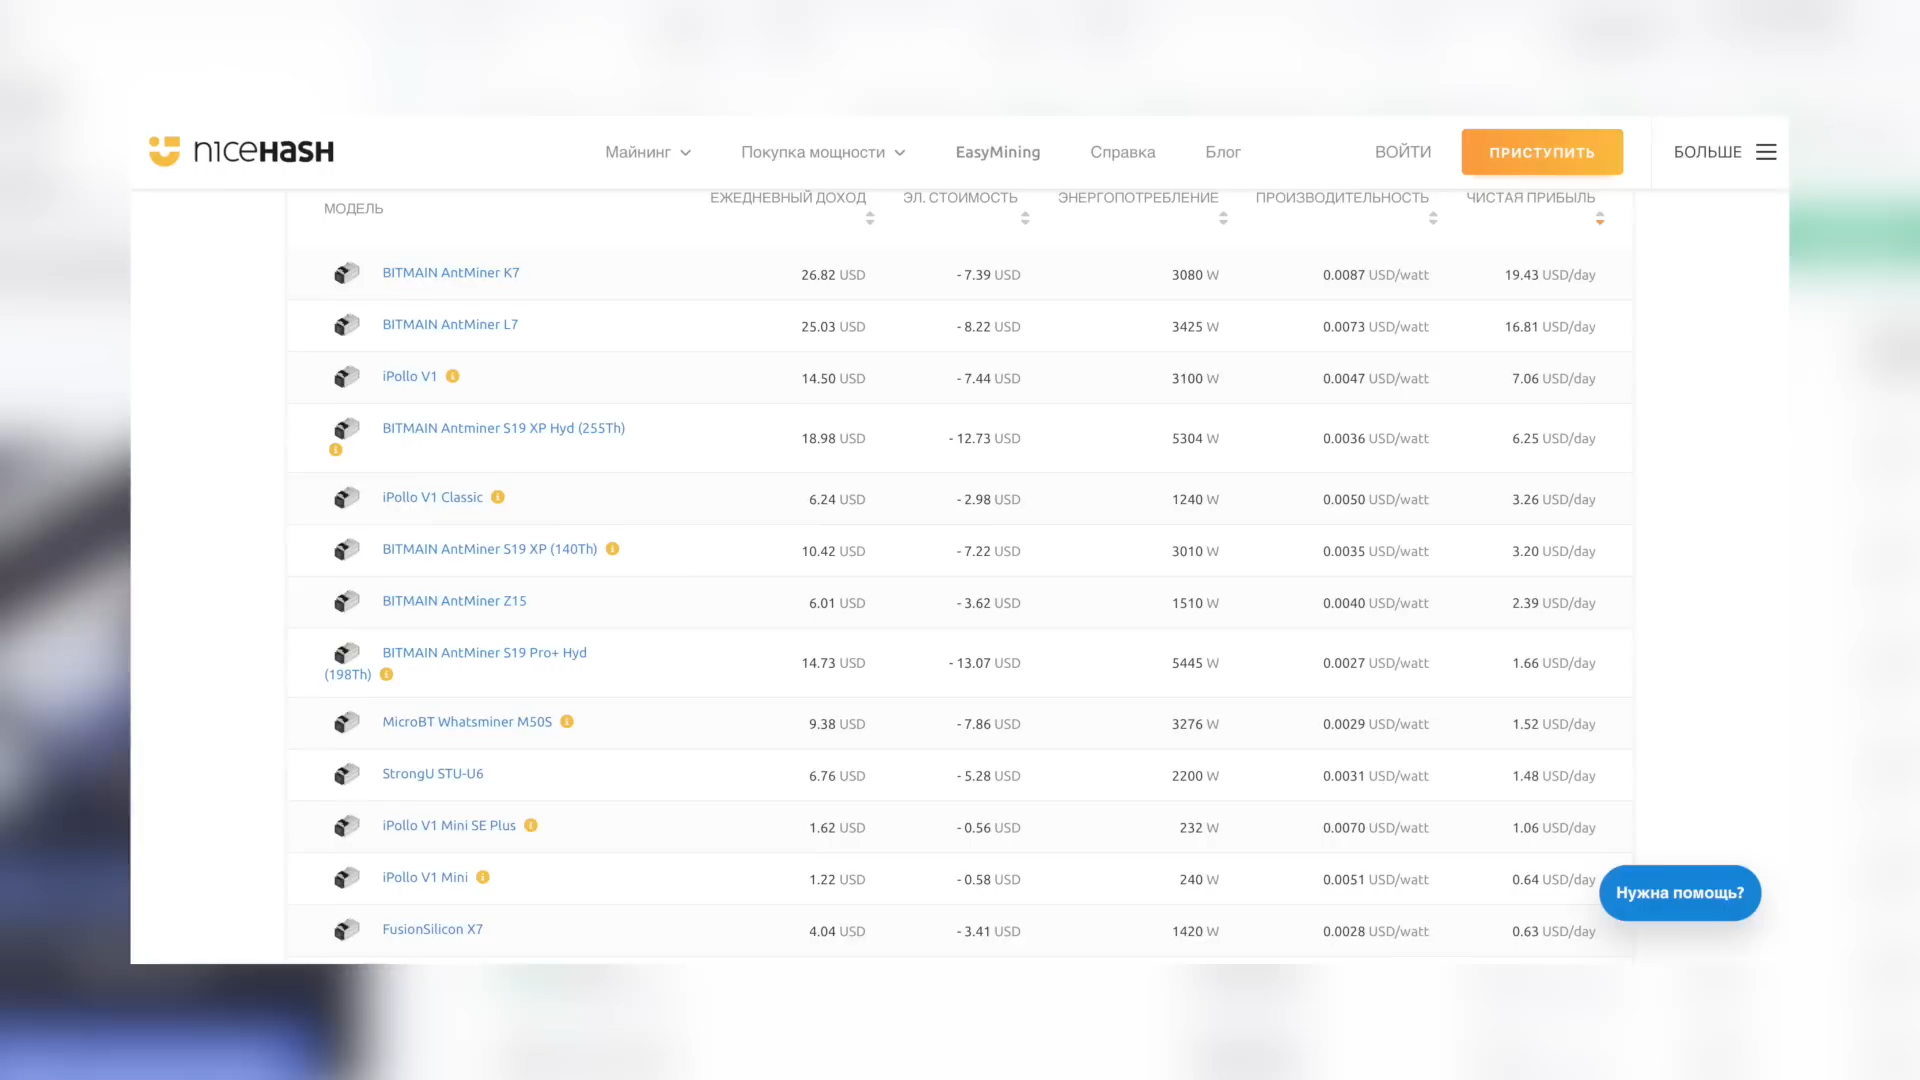 nıceHasH
Майнинг Покупка мощности EasyMining Справка Блог ВОЙТИ ПРИСТУПИТЬ БОЛЬШЕ
МОДЕЛЬ ЕЖЕДНЕВНЫЙ ДОХОД ЭЛ. СТОИМОСТЬ ЭНЕРГОПОТРЕБЛЕНИЕ ПРОИЗВОДИТЕЛЬНОСТЬ ЧИСТАЯ ПРИБЫЛЬ
BITMAIN AntMiner K7 26.82 USD - 7.39 USD 3080 W 0.0087 USD/watt 19.43 USD/day
BITMAIN AntMiner L7 25.03 USD - 8.22 USD 3425 W 0.0073 USD/watt 16.81 USD/day
iPollo V1 14.50 USD - 7.44 USD 3100 W 0.0047 USD/watt 7.06 USD/day
BITMAIN Antminer S19 XP Hyd (255Th) 18.98 USD - 12.73 USD 5304 W 0.0036 USD/watt 6.25 USD/day
iPollo V1 Classic 6.24 USD - 2.98 USD 1240 W 0.0050 USD/watt 3.26 USD/day
BITMAIN AntMiner S19 XP (140Th) 10.42 USD - 7.22 USD 3010 W 0.0035 USD/watt 3.20 USD/day
BITMAIN AntMiner Z15 6.01 USD - 3.62 USD 1510 W 0.0040 USD/watt 2.39 USD/day
BITMAIN AntMiner S19 Pro+ Hyd
(198Th) 14.73 USD - 13.07 USD 5445 W 0.0027 USD/watt 1.66 USD/day
MicroBT Whatsminer M50S 9.38 USD - 7.86 USD 3276 W 0.0029 USD/watt 1.52 USD/day
StrongU STU-U6 6.76 USD - 5.28 USD 2200 W 0.0031 USD/watt 1.48 USD/day
iPollo V1 Mini SE Plus 1.62 USD - 0.56 USD 232 W 0.0070 USD/watt 1.06 USD/day
iPollo V1 Mini 1.22 USD - 0.58 USD 240 W 0.0051 USD/watt 0.64 USD/day
Нужна помощь?
FusionSilicon X7 4.04 USD - 3.41 USD 1420 W 0.0028 USD/watt 0.63 USD/day